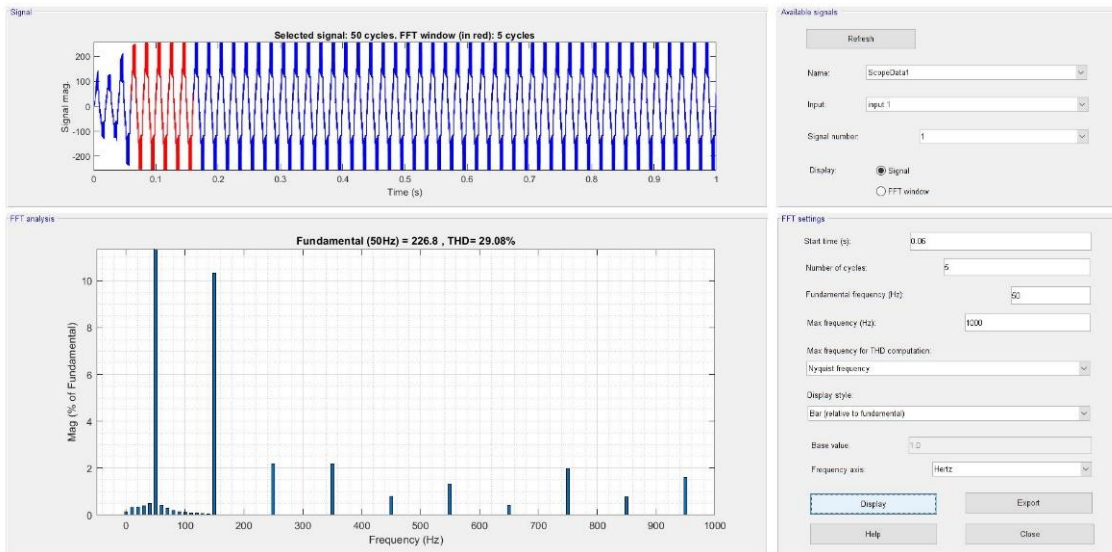 Signal
Selected signal: 50 cycles. FFT window (in red): 5 cycles
200
100
0
-100
-200
Signal mag.
0 0.1 0.2 0.3 0.4 0.5 0.6 0.7 0.8 0.9 1
Time (s)
FFT analysis
Fundamental (50Hz) = 226.8 , THD= 29.08%
10
8
6
4
2
0
Mag (% of Fundamental)
0 100 200 300 400 500 600 700 800 900 1000
Frequency (Hz)
Available signals
Refresh
Name: ScopeData1
Input: input 1
Signal number: 1
Display: Signal
FFT window
FFT settings
Start time (s): 0.06
Number of cycles: 5
Fundamental frequency (Hz): 50
Max frequency (Hz): 1000
Max frequency for THD computation:
Nyquist frequency
Display style:
Bar (relative to fundamental)
Base value: 1.0
Frequency axis: Hertz
Display Export
Help Close